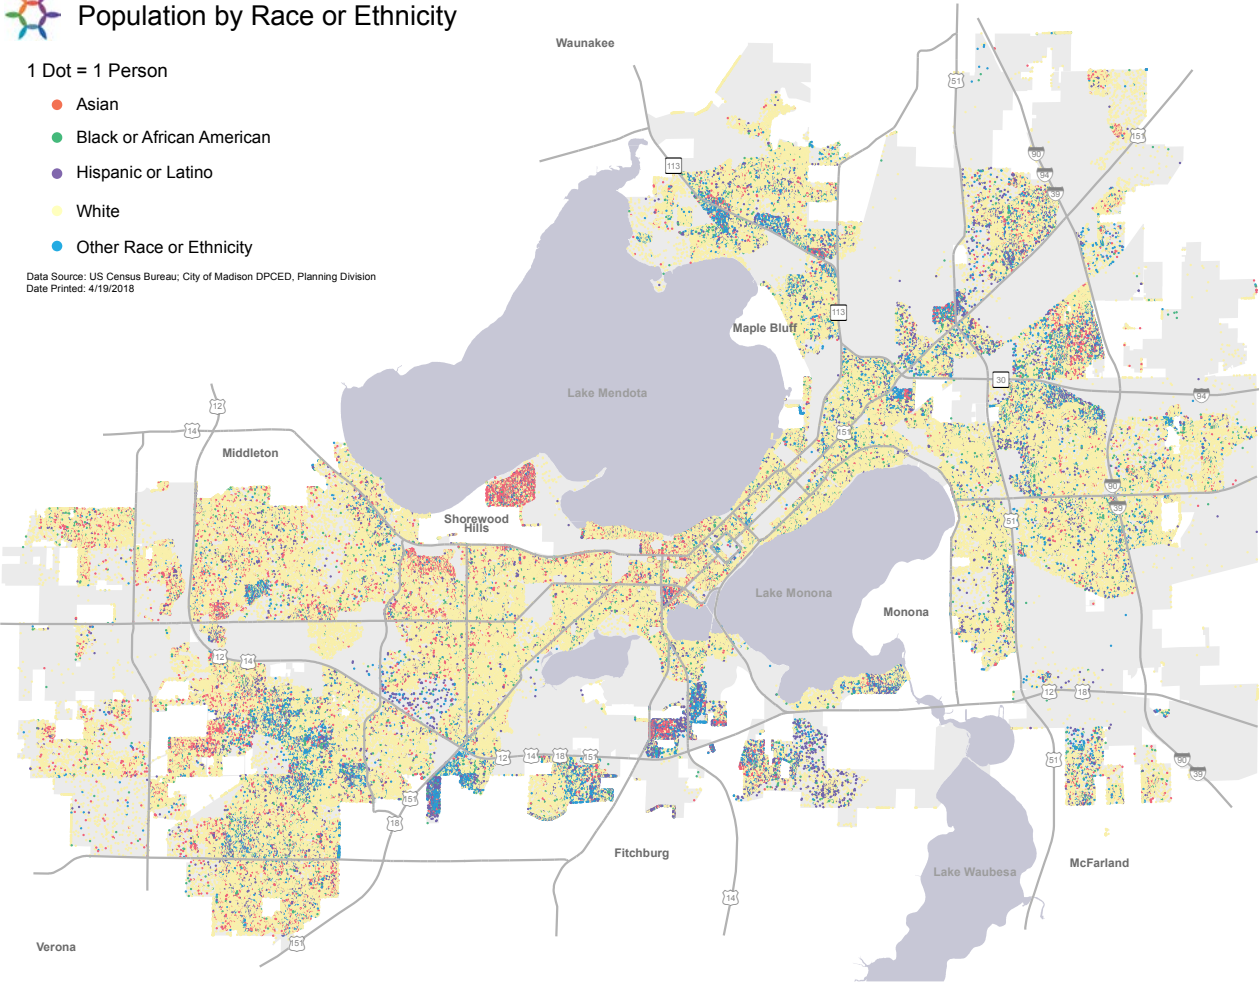 Population by Race or Ethnicity
1 Dot = 1 Person
Asian
Black or African American
Hispanic or Latino
White
Other Race or Ethnicity
Data Source: US Census Bureau; City of Madison DPCED, Planning Division
Date Printed: 4/19/2018
Waunakee
51
151
90
94
39
113
113
Maple Bluff
30
94
Lake Mendota
12
14
151
Middleton
90
39
51
Shorewood
Hills
Lake Monona
Monona
12
14
12
18
12
14
18
151
51
90
39
151
18
Fitchburg
McFarland
Lake Waubesa
14
151
Verona